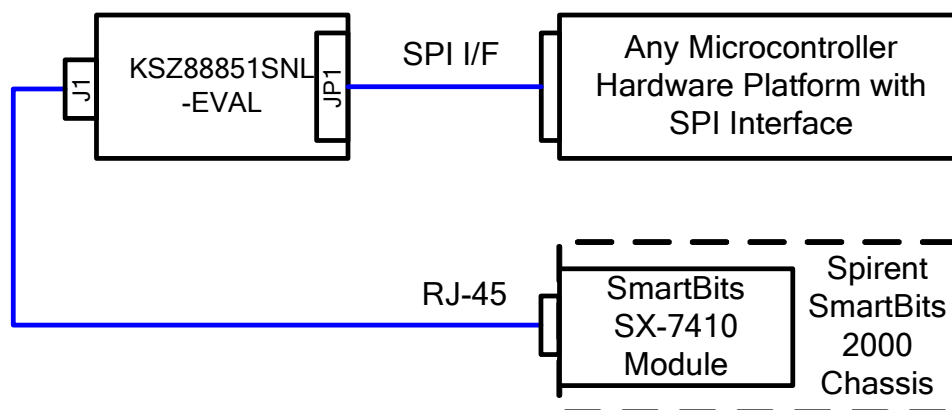 J1
KSZ88851SNL
-EVAL
JP1
SPI I/F
Any Microcontroller
Hardware Platform with
SPI Interface
RJ-45
SmartBits
SX-7410
Module
Spirent
SmartBits
2000
Chassis